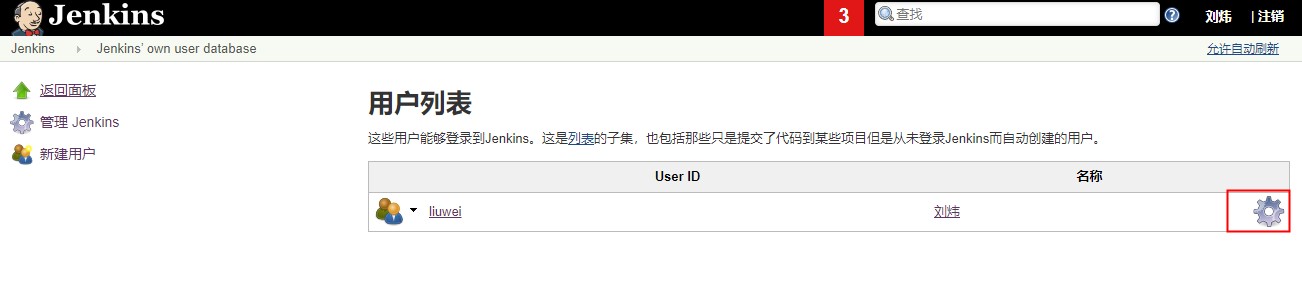 Jenkins
3
查找
刘炜 | 注销
Jenkins Jenkins' own user database
允许自动刷新
返回面板
管理 Jenkins
新建用户
用户列表
这些用户能够登录到Jenkins。这是列表的子集，也包括那些只是提交了代码到某些项目但是从未登录Jenkins而自动创建的用户。
User ID 名称
liuwei 刘炜